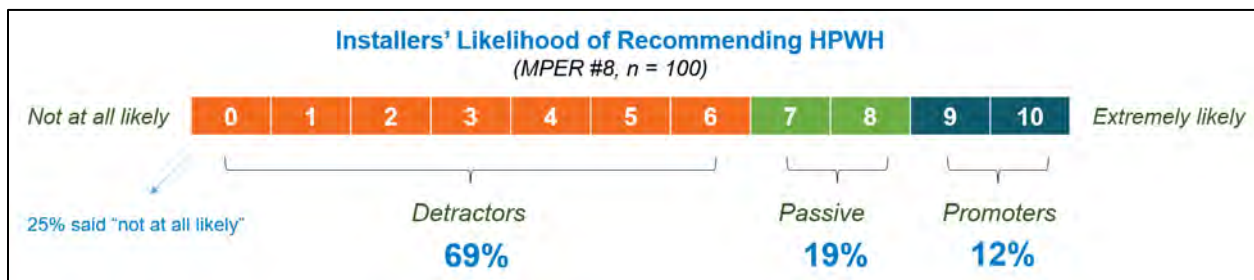 Installers' Likelihood of Recommending HPWH
(MPER #8, n = 100)
Not at all likely 0 1 2 3 4 5 6 7 8 9 10 Extremely likely
25% said "not at all likely"
Detractors Passive Promoters
69% 19% 12%